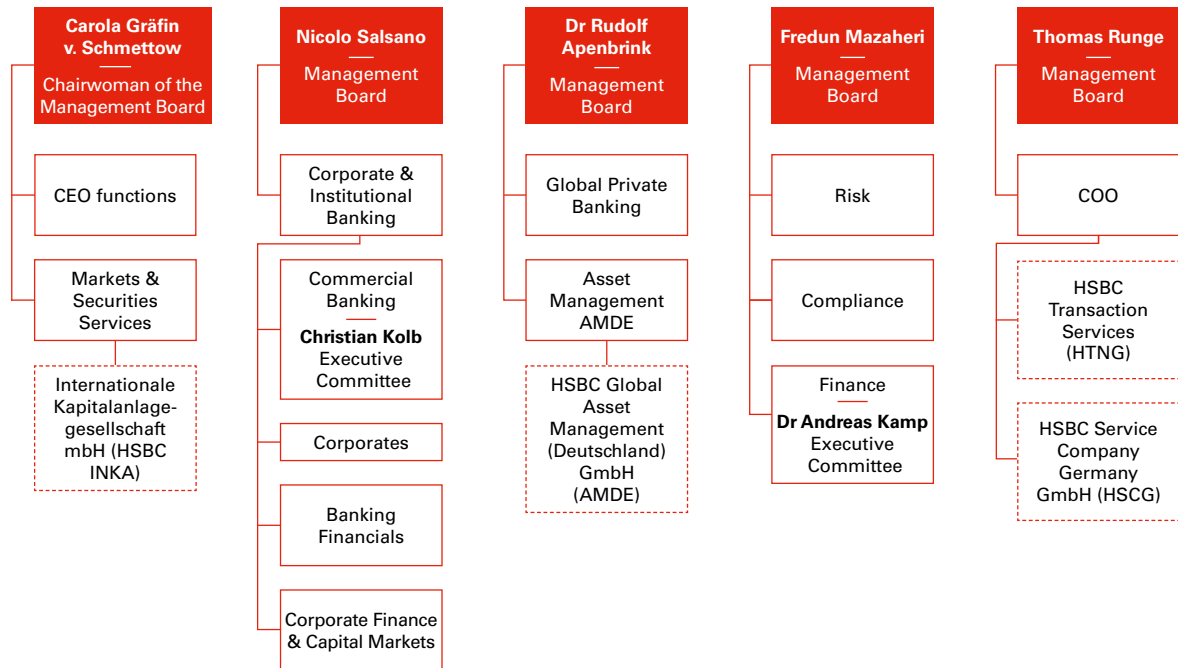 Carola Gräfin
v. Schmettow
Chairwoman of the
Management Board
CEO functions
Markets &
Securities
Services
Internationale
Kapitalanlage-
gesellschaft
mbH (HSBC
INKA)
Nicolo Salsano
Management
Board
Corporate &
Institutional
Banking
Commercial
Banking
Christian Kolb
Executive
Committee
Corporates
Banking
Financials
Corporate Finance
& Capital Markets
Dr Rudolf
Apenbrink
Management
Board
Global Private
Banking
Asset
Management
AMDE
HSBC Global
Asset
Management
(Deutschland)
GmbH
(AMDE)
Fredun Mazaheri
Management
Board
Risk
Compliance
Finance
Dr Andreas Kamp
Executive
Committee
Thomas Runge
Management
Board
COO
HSBC
Transaction
Services
(HTNG)
HSBC Service
Company
Germany
GmbH (HSCG)